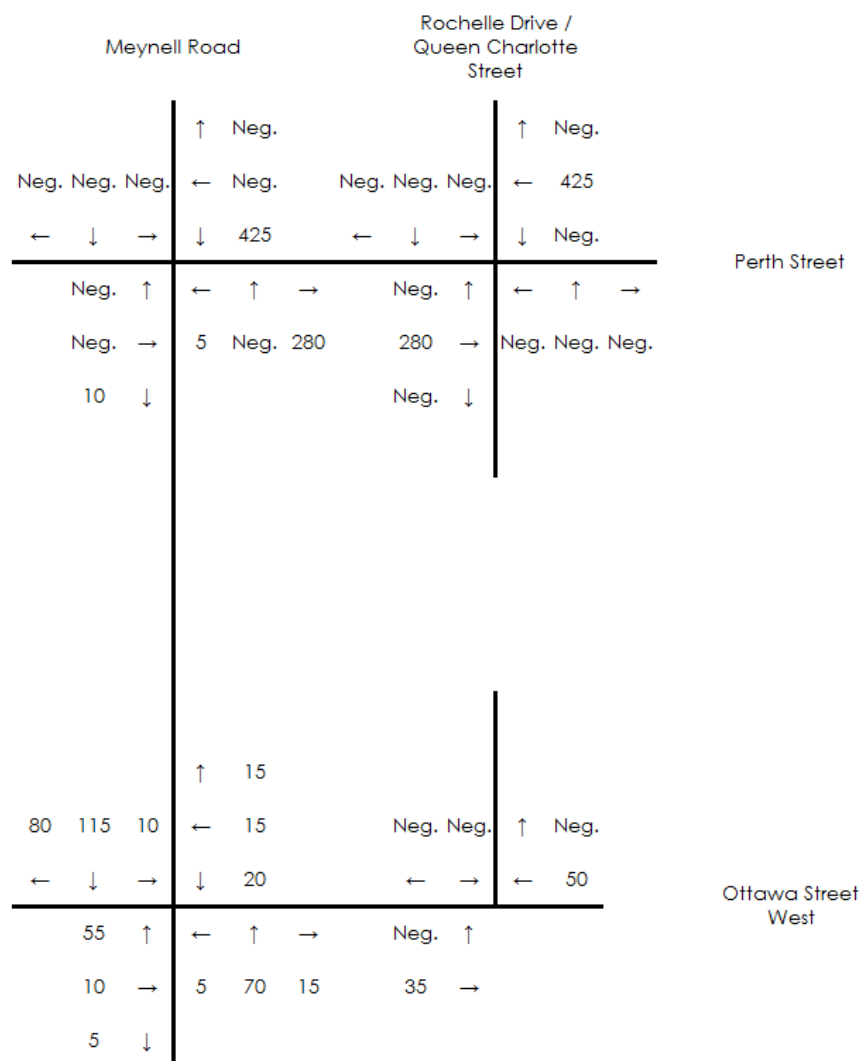 Rochelle Drive /
Meynell Road Queen Charlotte
Street
↑ Neg. ↑ Neg.
Neg. Neg. Neg. ← Neg. Neg. Neg. Neg. ← 425
← ↓ → ↓ 425 ← ↓ → ↓ Neg.
Perth Street
Neg. ↑ ← ↑ → Neg. ↑ ← ↑ →
Neg. → 5 Neg. 280 280 → Neg. Neg. Neg.
10 ↓ Neg. ↓
↑ 15
80 115 10 ← 15 Neg. Neg. ↑ Neg.
← ↓ → ↓ 20 ← → ← 50
Ottawa Street
West
55 ↑ ← ↑ → Neg. ↑
10 → 5 70 15 35 →
5 ↓